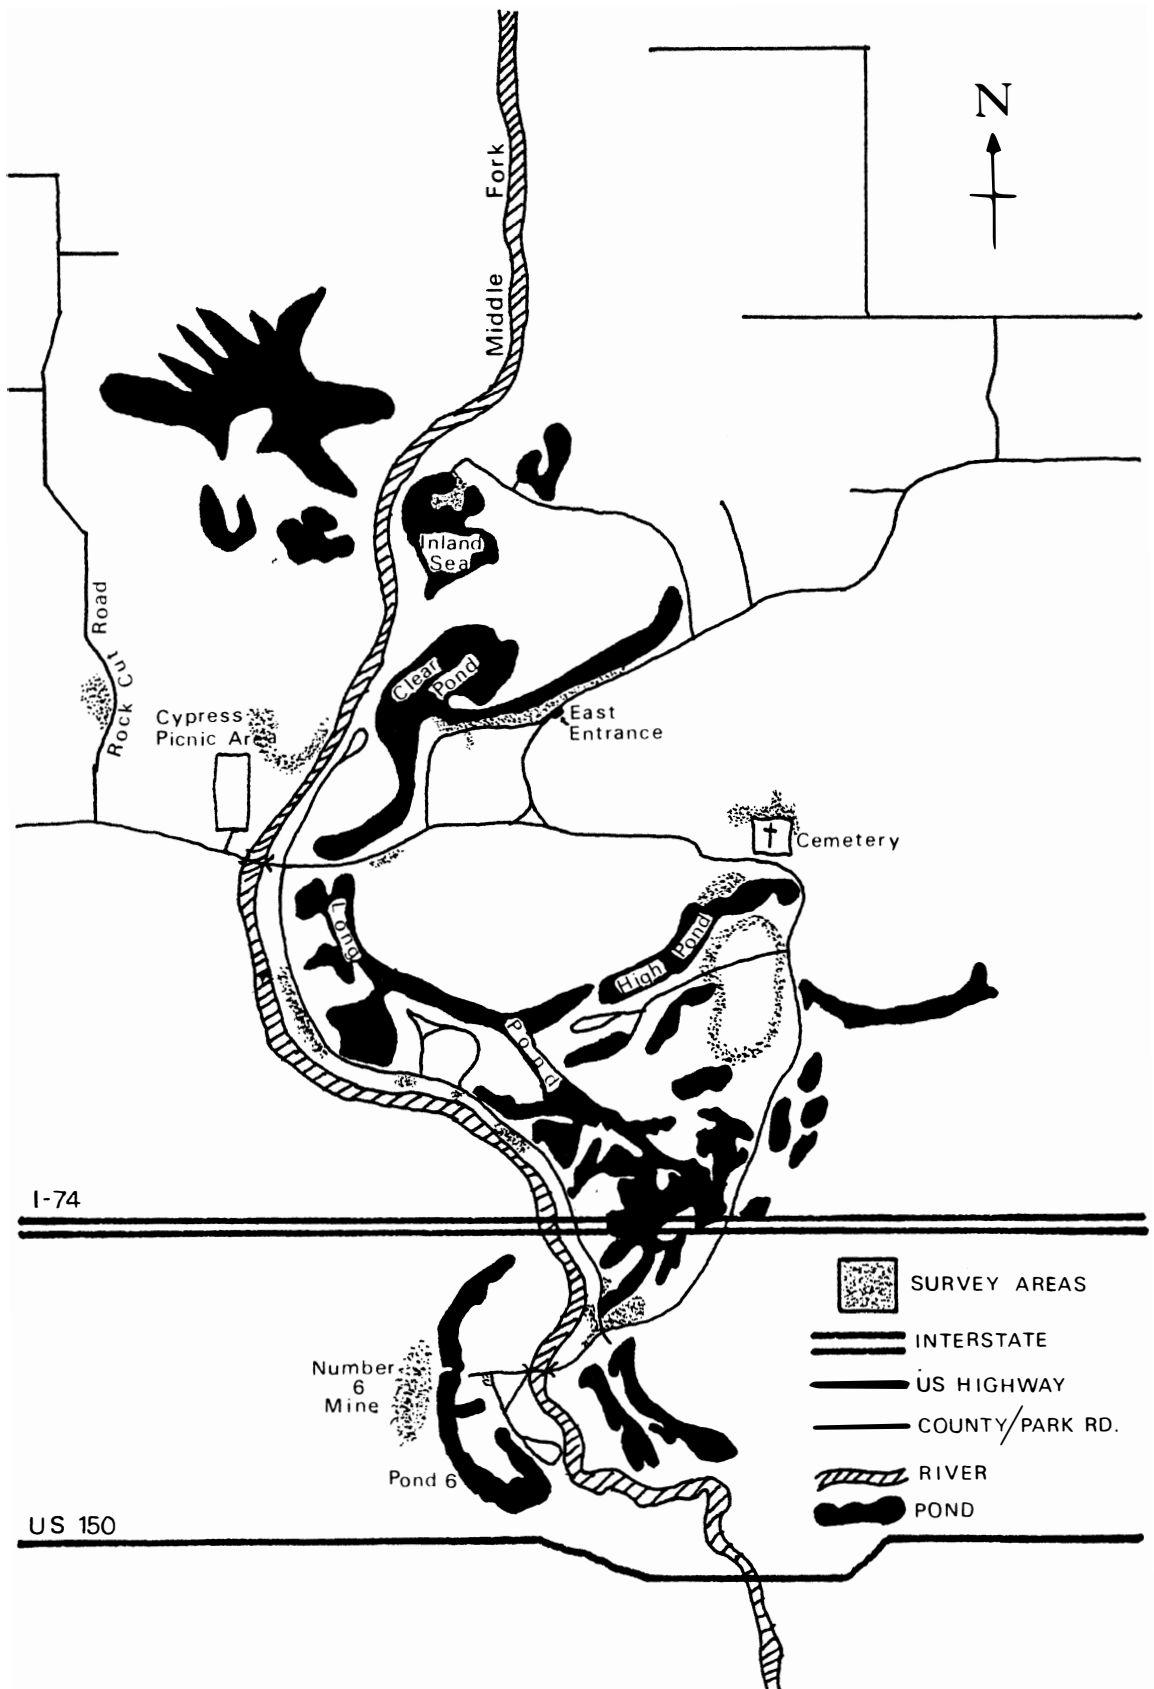 N
Middle Fork
Inland
Sea
Rock Cut Road
Clear
Pond
Cypress
Picnic Area
East
Entrance
Cemetery
Long
Pond
High
Pond
I-74
SURVEY AREAS
INTERSTATE
US HIGHWAY
COUNTY/PARK RD.
RIVER
POND
Number
6
Mine
Pond 6
US 150